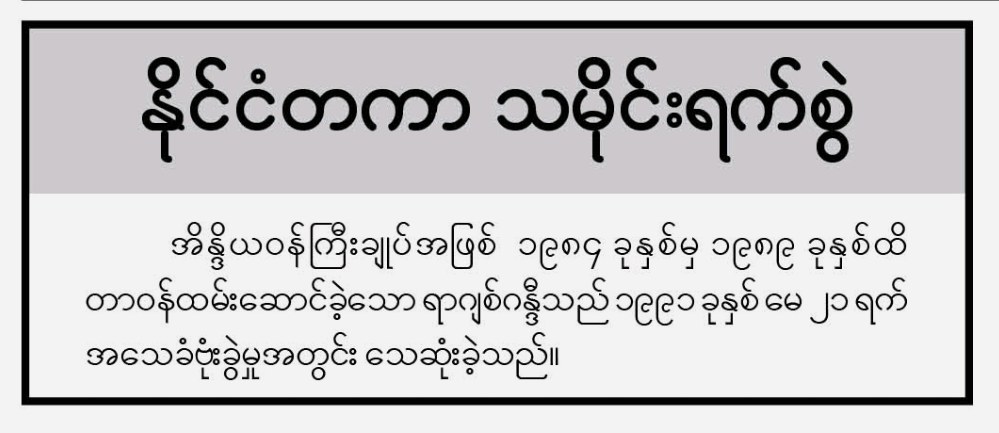 နိုင်ငံတကာ သမိုင်းရက်စွဲ
အိန္ဒိယဝန်ကြီးချုပ်အဖြစ် ၁၉၈၄ ခုနှစ်မှ ၁၉၈၉ ခုနှစ်ထိ
တာဝန်ထမ်းဆောင်ခဲ့သော ရာဂျစ်ဂန္ဒီသည် ၁၉၉၁ ခုနှစ် မေ ၂၁ ရက်
အသေခံဗုံးခွဲမှုအတွင်း သေဆုံးခဲ့သည်။